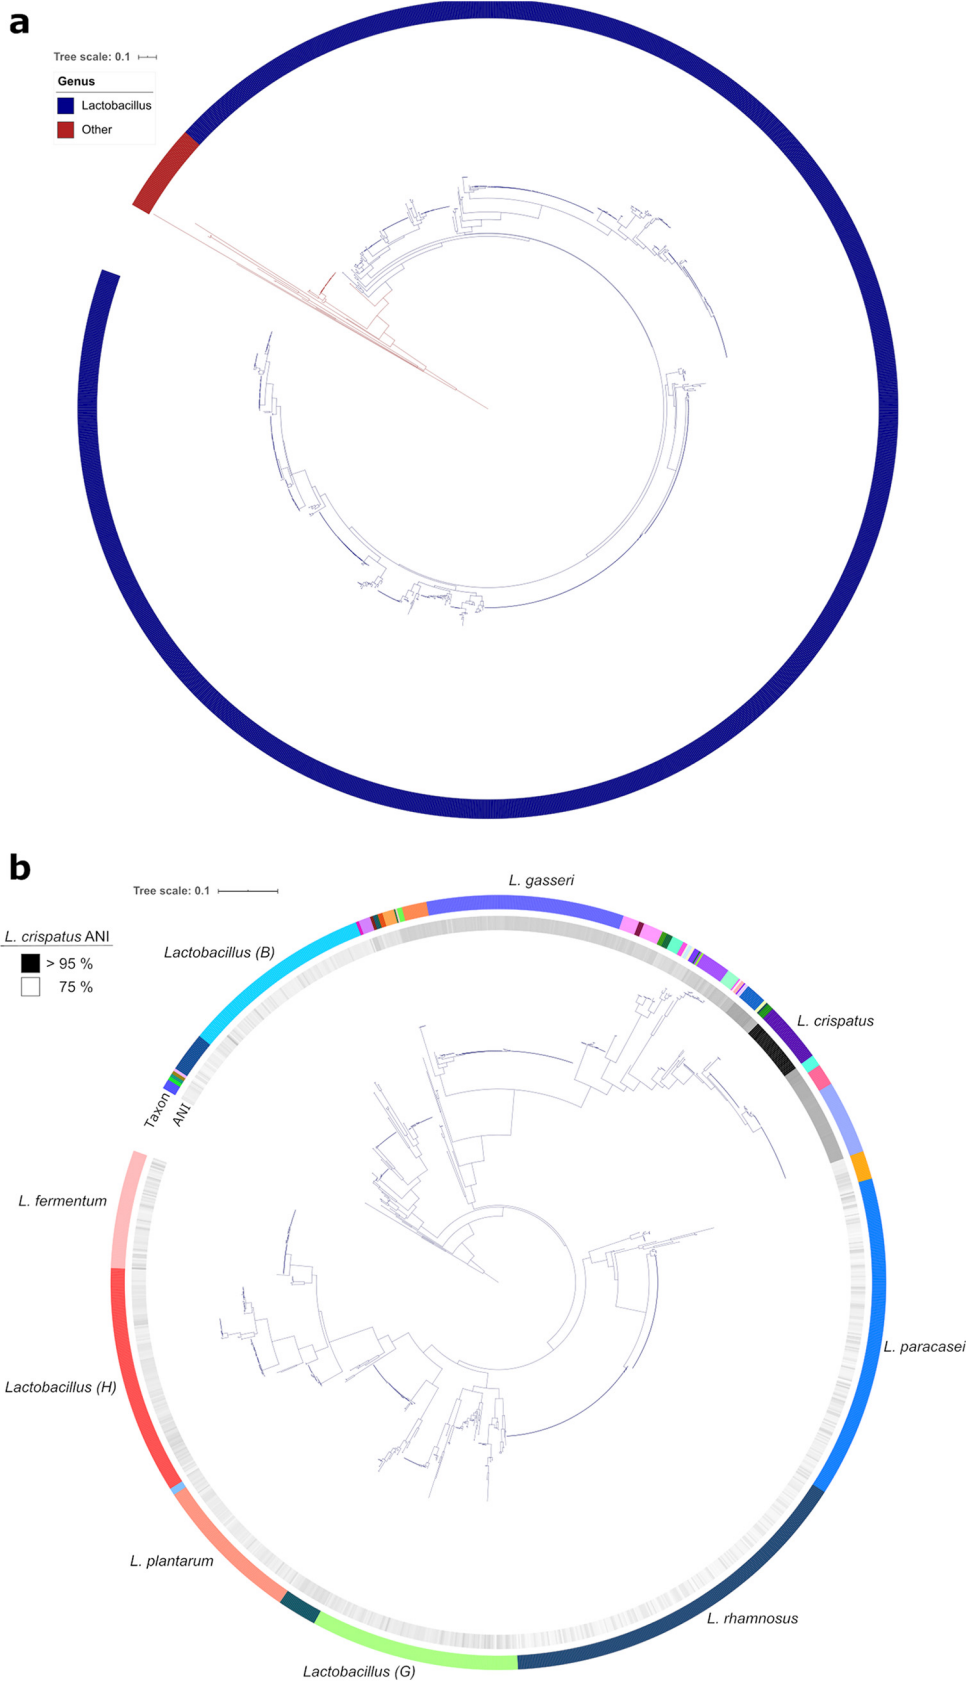 a
Tree scale: 0.1
Genus
Lactobacillus
Other
b
Tree scale: 0.1
L. gasseri
L. crispatus ANI
> 95 %
75 %
Lactobacillus (B)
L. crispatus
Taxon
ANI
L. fermentum
L. paracasei
Lactobacillus (H)
L. plantarum
L. rhamnosus
Lactobacillus (G)